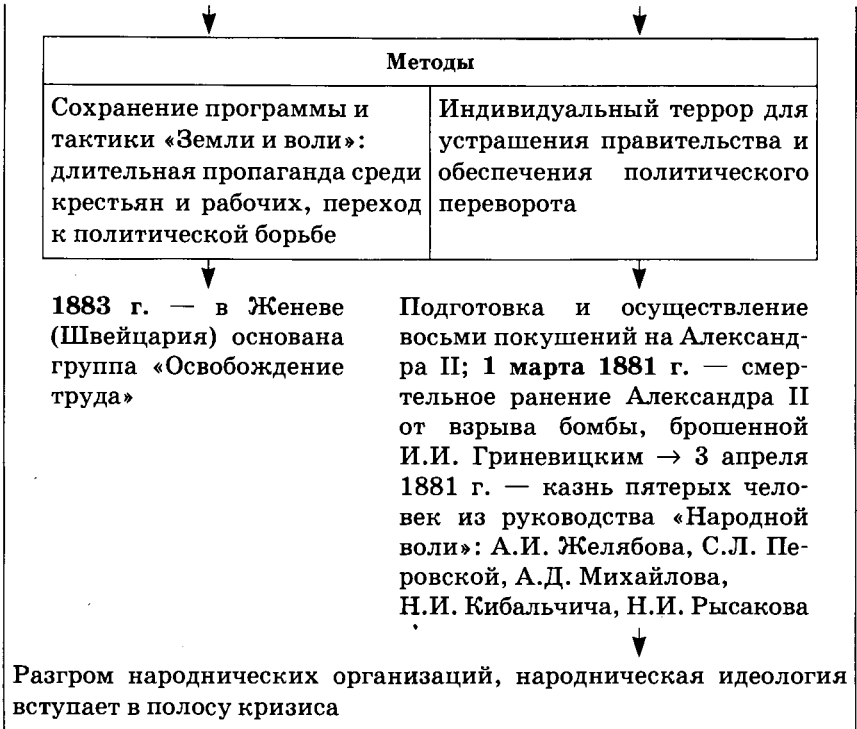 Методы
Сохранение программы и
тактики «Земли и воли»:
длительная пропаганда среди
крестьян и рабочих, переход
к политической борьбе
Индивидуальный террор для
устрашения правительства и
обеспечения политического
переворота
1883 г. — в Женеве
(Швейцария) основана
группа «Освобождение
труда»
Подготовка и осуществление
восьми покушений на Александ-
ра II; 1 марта 1881 г. — смер-
тельное ранение Александра II
от взрыва бомбы, брошенной
И.И. Гриневицким → 3 апреля
1881 г. — казнь пятерых чело-
век из руководства «Народной
воли»: А.И. Желябова, С.Л. Пе-
ровской, А.Д. Михайлова,
Н.И. Кибальчича, Н.И. Рысакова
Разгром народнических организаций, народническая идеология
вступает в полосу кризиса